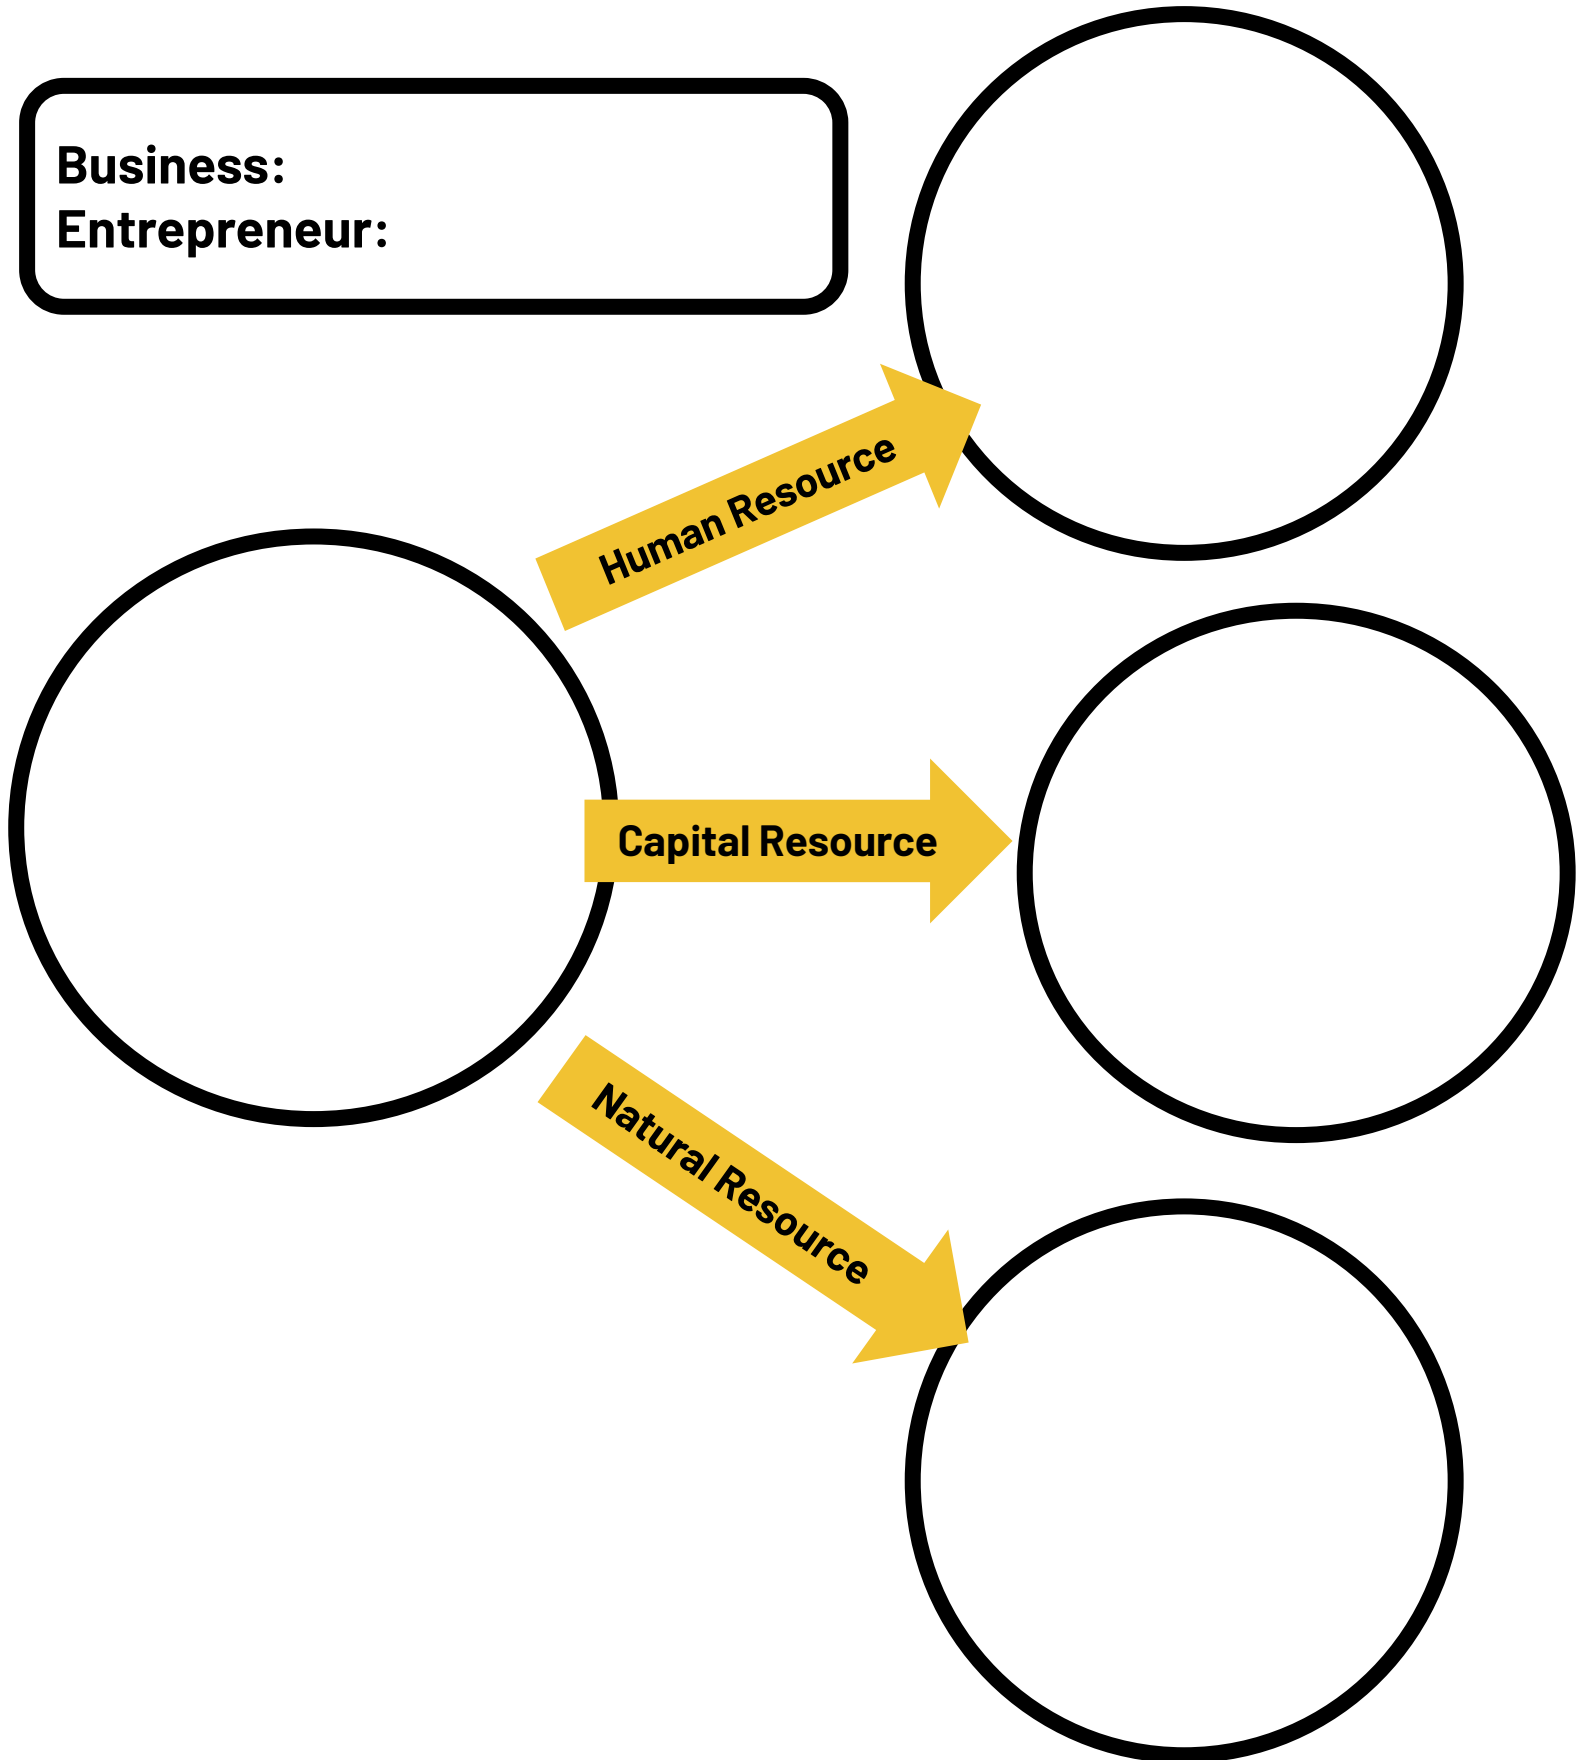 Business:
Entrepreneur:
Human Resource
Capital Resource
Natural Resource